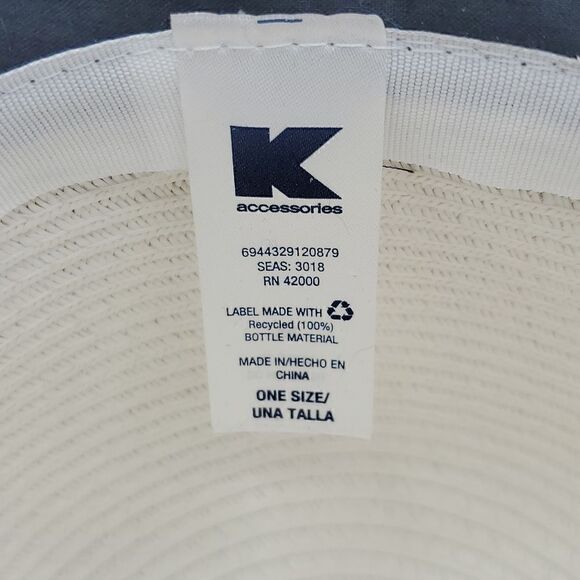 K
accessories
6944329120879
SEAS: 3018
RN 42000
LABEL MADE WITH
Recycled (100%)
BOTTLE MATERIAL
MADE IN/HECHO EN
CHINA
ONE SIZE/
UNA TALLA